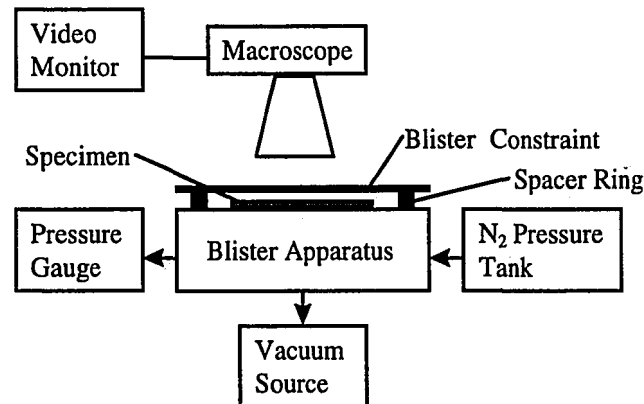 Video
Monitor
Macroscope
Blister Constraint
Specimen
Spacer Ring
Pressure
Gauge
Blister Apparatus
N₂ Pressure
Tank
Vacuum
Source